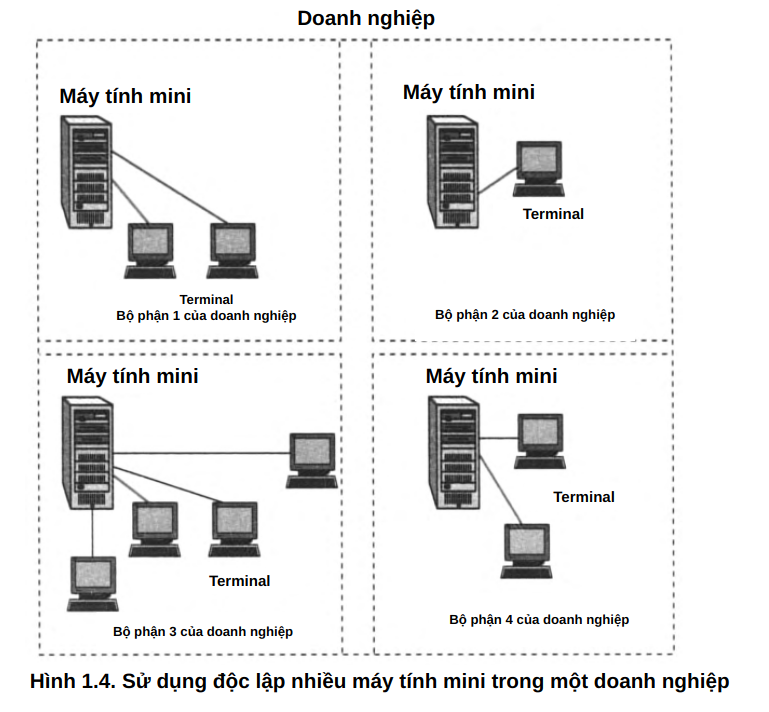 Doanh nghiệp
Máy tính mini
Terminal
Bộ phận 1 của doanh nghiệp
Máy tính mini
Terminal
Bộ phận 2 của doanh nghiệp
Máy tính mini
Terminal
Bộ phận 3 của doanh nghiệp
Máy tính mini
Terminal
Bộ phận 4 của doanh nghiệp
Hình 1.4. Sử dụng độc lập nhiều máy tính mini trong một doanh nghiệp